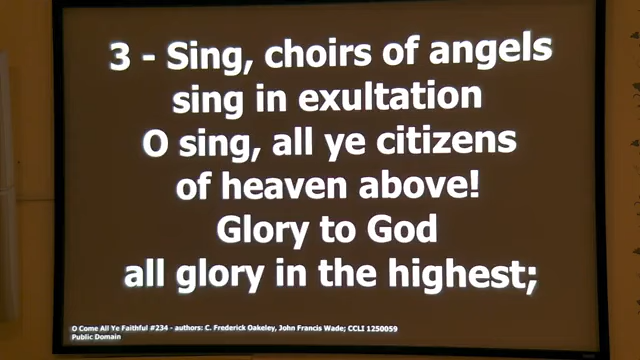 3 - Sing, choirs of angels
sing in exultation
O sing, all ye citizens
of heaven above!
Glory to God
all glory in the highest;
O Come All Ye Faithful #234 - authors: C. Frederick Oakeley, John Francis Wade; CCLI 1250059
Public Domain